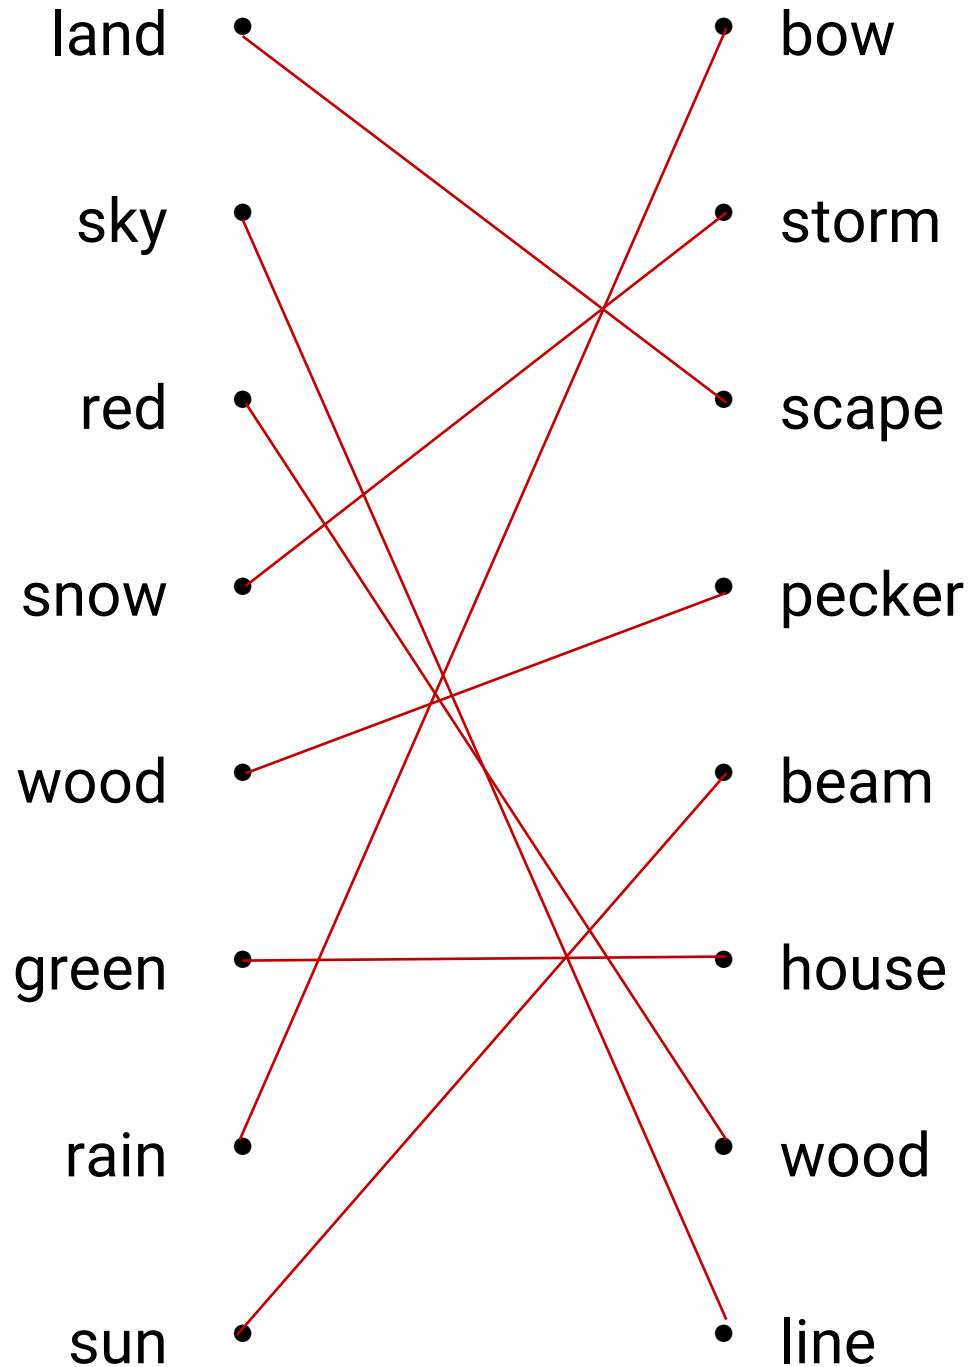 land bow
sky storm
red scape
snow pecker
wood beam
green house
rain wood
sun line